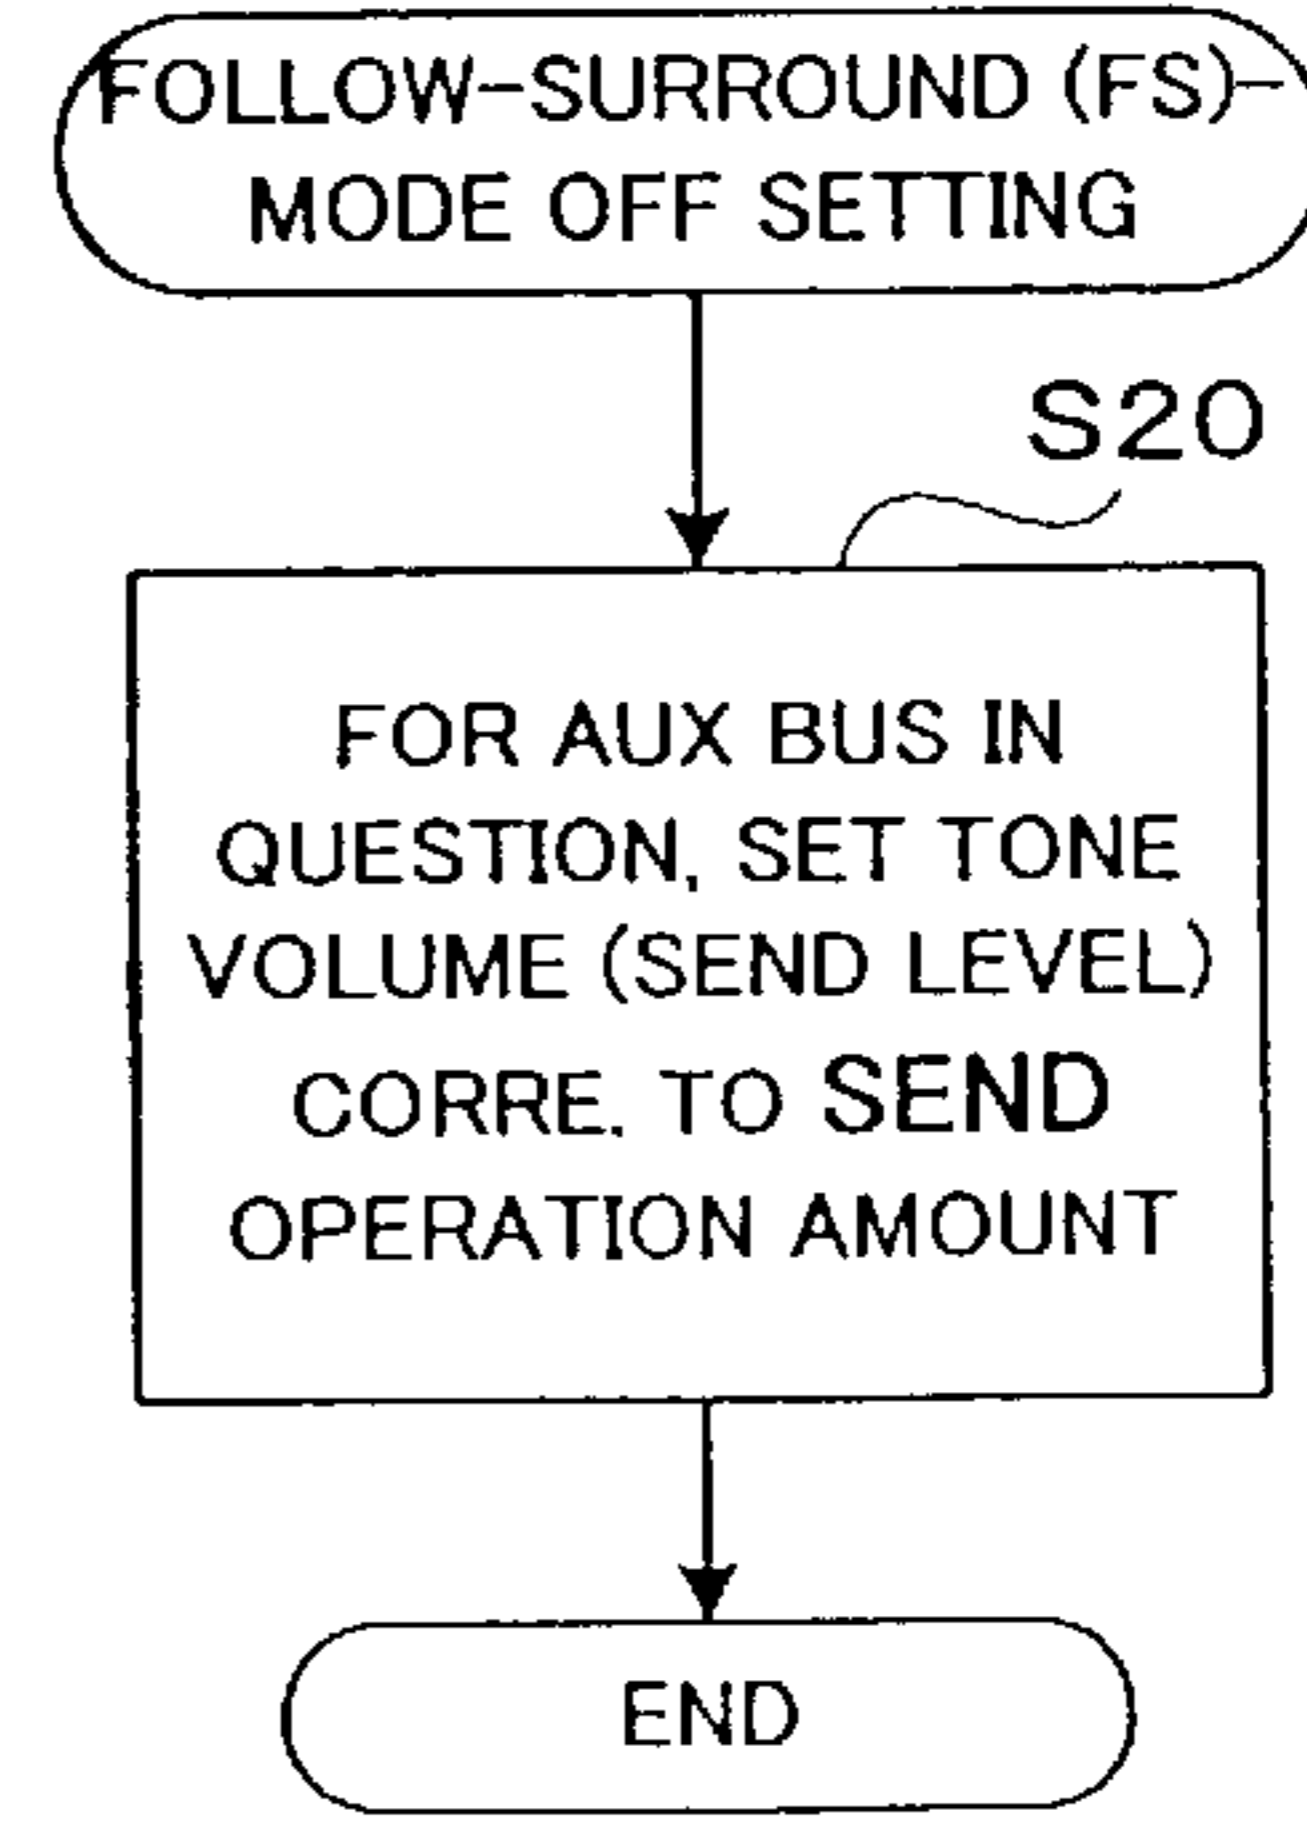 FOLLOW-SURROUND (FS)-
MODE OFF SETTING
S20
FOR AUX BUS IN
QUESTION, SET TONE
VOLUME (SEND LEVEL)
CORRE. TO SEND
OPERATION AMOUNT
END